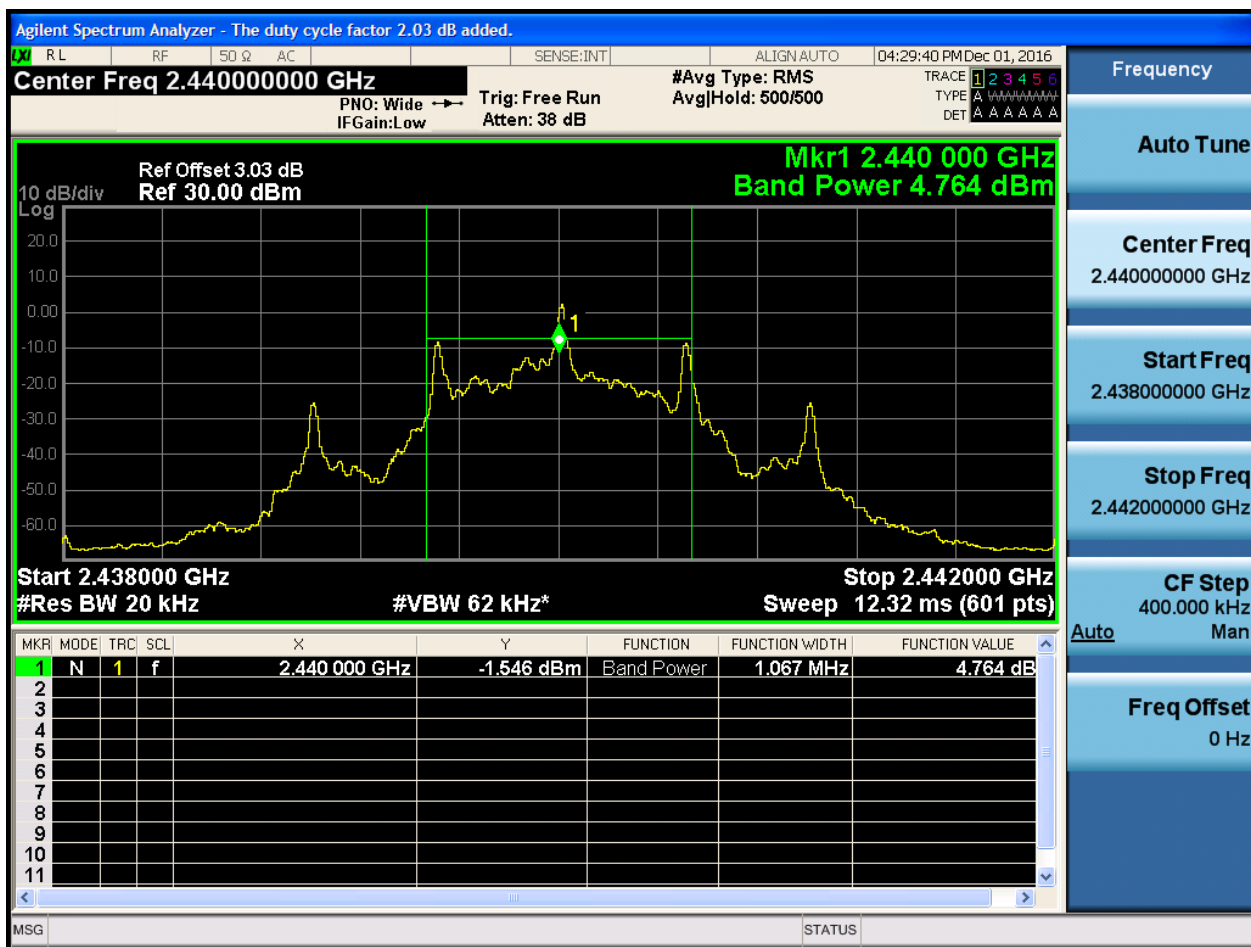 Agilent Spectrum Analyzer - The duty cycle factor 2.03 dB added.
LXI RL RF 50 Ω AC SENSE:INT ALIGN AUTO 04:29:40 PM Dec 01, 2016
Center Freq 2.440000000 GHz
PNO: Wide
IFGain:Low
Trig: Free Run
Atten: 38 dB
#Avg Type: RMS
Avg|Hold: 500/500
TRACE 1 2 3 4 5 6
TYPE A WWWWW
DET A A A A A A
Ref Offset 3.03 dB
10 dB/div Ref 30.00 dBm
Log
Mkr1 2.440 000 GHz
Band Power 4.764 dBm
20.0
10.0
0.00
-10.0
-20.0
-30.0
-40.0
-50.0
-60.0
1
Start 2.438000 GHz Stop 2.442000 GHz
#Res BW 20 kHz #VBW 62 kHz* Sweep 12.32 ms (601 pts)
MKR MODE TRC SCL X Y FUNCTION FUNCTION WIDTH FUNCTION VALUE
1 N 1 f 2.440 000 GHz -1.546 dBm Band Power 1.067 MHz 4.764 dB
2
3
4
5
6
7
8
9
10
11
MSG STATUS
Frequency
Auto Tune
Center Freq
2.440000000 GHz
Start Freq
2.438000000 GHz
Stop Freq
2.442000000 GHz
CF Step
400.000 kHz
Auto Man
Freq Offset
0 Hz